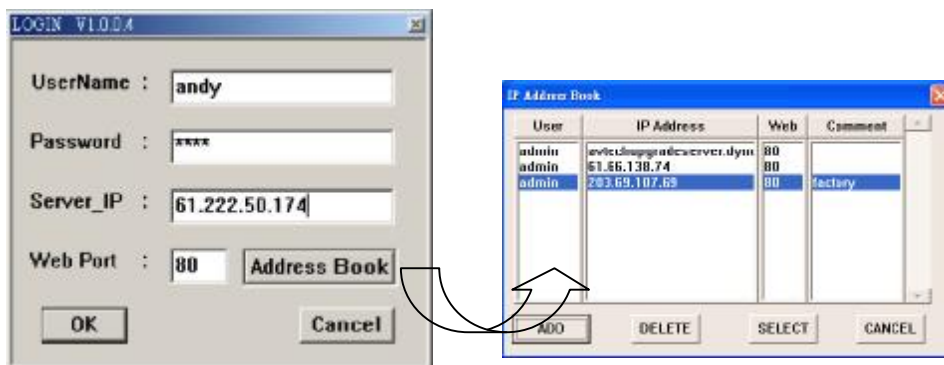 LOGIN V1.0.0.4
UserName : andy
Password : ****
Server_IP : 61.222.50.174
Web Port : 80 Address Book
OK Cancel
IP Address Book
User IP Address Web Comment
admin avtechupgradeserver.dym 80
admin 61.66.138.74 80
admin 203.69.107.69 80 factory
ADD DELETE SELECT CANCEL